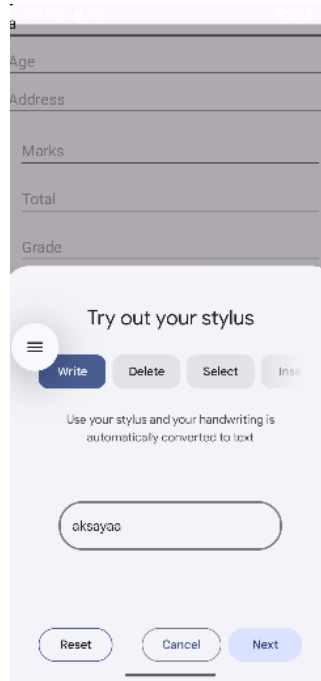 a
Age
Address
Marks
Total
Grade
Try out your stylus
Write Delete Select Inse
Use your stylus and your handwriting is
automatically converted to text
aksayaa
Reset Cancel Next